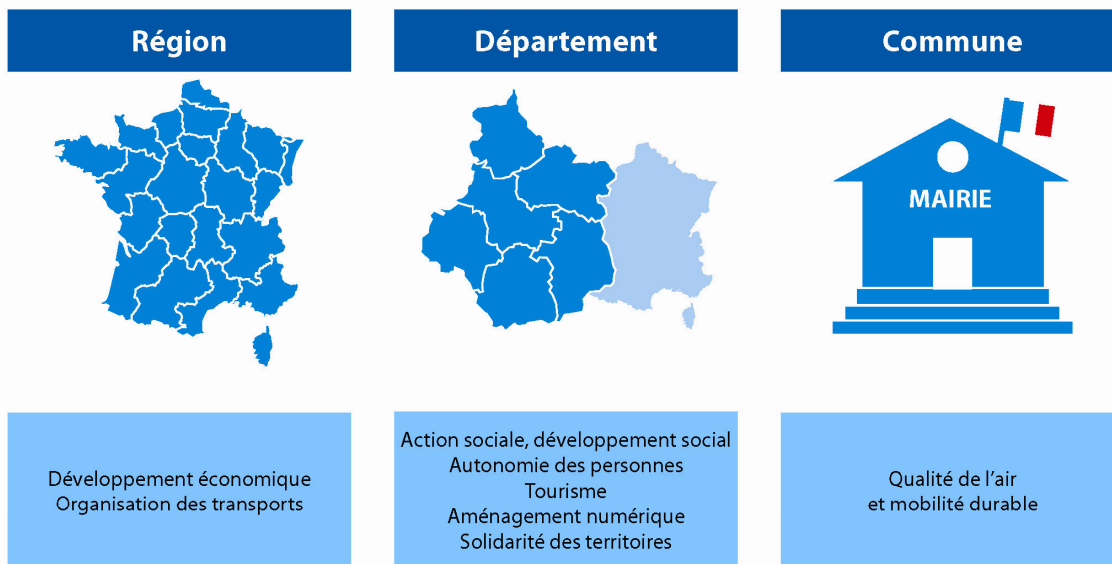 Région
Département
Commune
MAIRIE
Développement économique
Organisation des transports
Action sociale, développement social
Autonomie des personnes
Tourisme
Aménagement numérique
Solidarité des territoires
Qualité de l’air
et mobilité durable